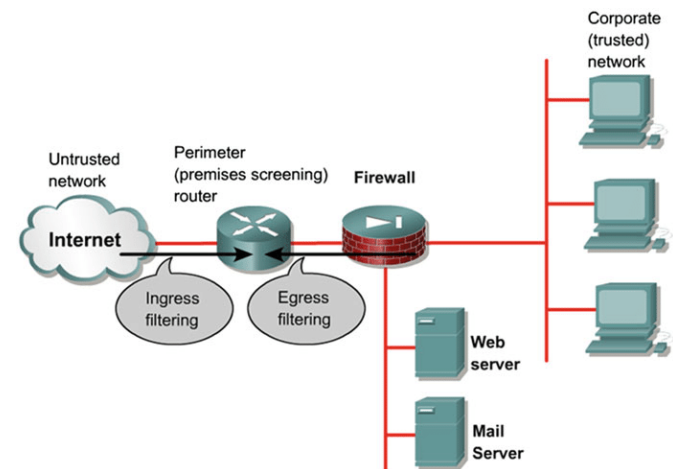 Corporate
(trusted)
network
Untrusted
network
Perimeter
(premises screening)
router
Firewall
Internet
Ingress
filtering
Egress
filtering
Web
server
Mail
Server